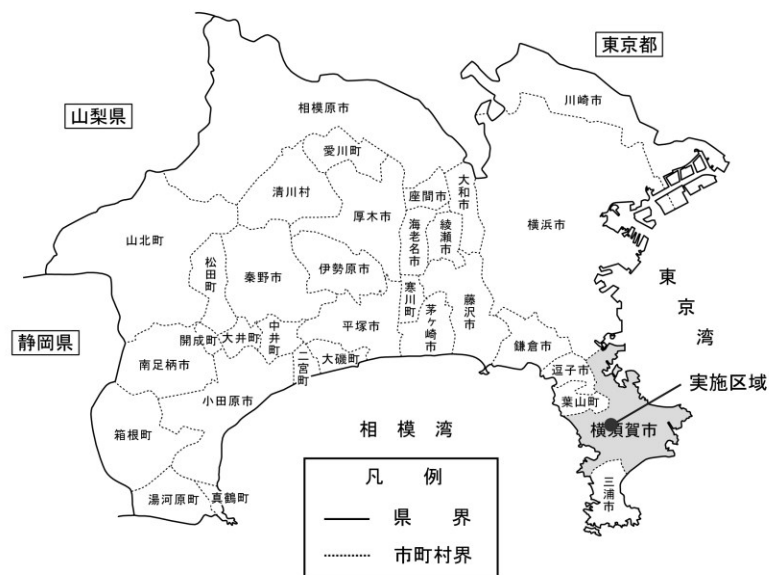 東京都
川崎市
山梨県
相模原市
愛川町
大和市
清川村
座間市
厚木市
海老名市
綾瀬市
横浜市
山北町
松田町
秦野市
伊勢原市
東京湾
寒川町
茅ヶ崎市
藤沢市
静岡県
開成町
大井町
中井町
平塚市
鎌倉市
南足柄市
二宮町
大磯町
逗子市
実施区域
小田原市
葉山町
箱根町
相模湾
横須賀市
三浦市
湯河原町
真鶴町
凡例
県界
市町村界